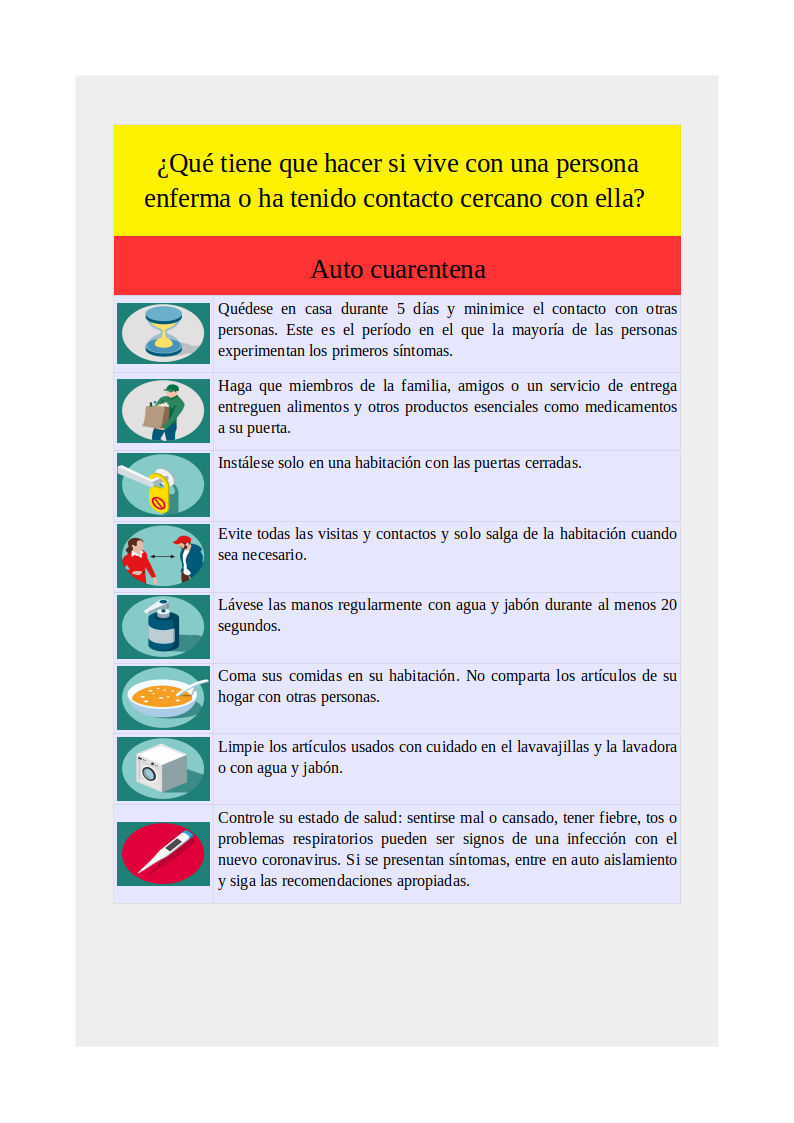 ¿Qué tiene que hacer si vive con una persona
enferma o ha tenido contacto cercano con ella?
Auto cuarentena
Quédese en casa durante 5 días y minimice el contacto con otras
personas. Este es el período en el que la mayoría de las personas
experimentan los primeros síntomas.
Haga que miembros de la familia, amigos o un servicio de entrega
entreguen alimentos y otros productos esenciales como medicamentos
a su puerta.
Instálese solo en una habitación con las puertas cerradas.
Evite todas las visitas y contactos y solo salga de la habitación cuando
sea necesario.
Lávese las manos regularmente con agua y jabón durante al menos 20
segundos.
Coma sus comidas en su habitación. No comparta los artículos de su
hogar con otras personas.
Limpie los artículos usados con cuidado en el lavavajillas y la lavadora
o con agua y jabón.
Controle su estado de salud: sentirse mal o cansado, tener fiebre, tos o
problemas respiratorios pueden ser signos de una infección con el
nuevo coronavirus. Si se presentan síntomas, entre en auto aislamiento
y siga las recomendaciones apropiadas.